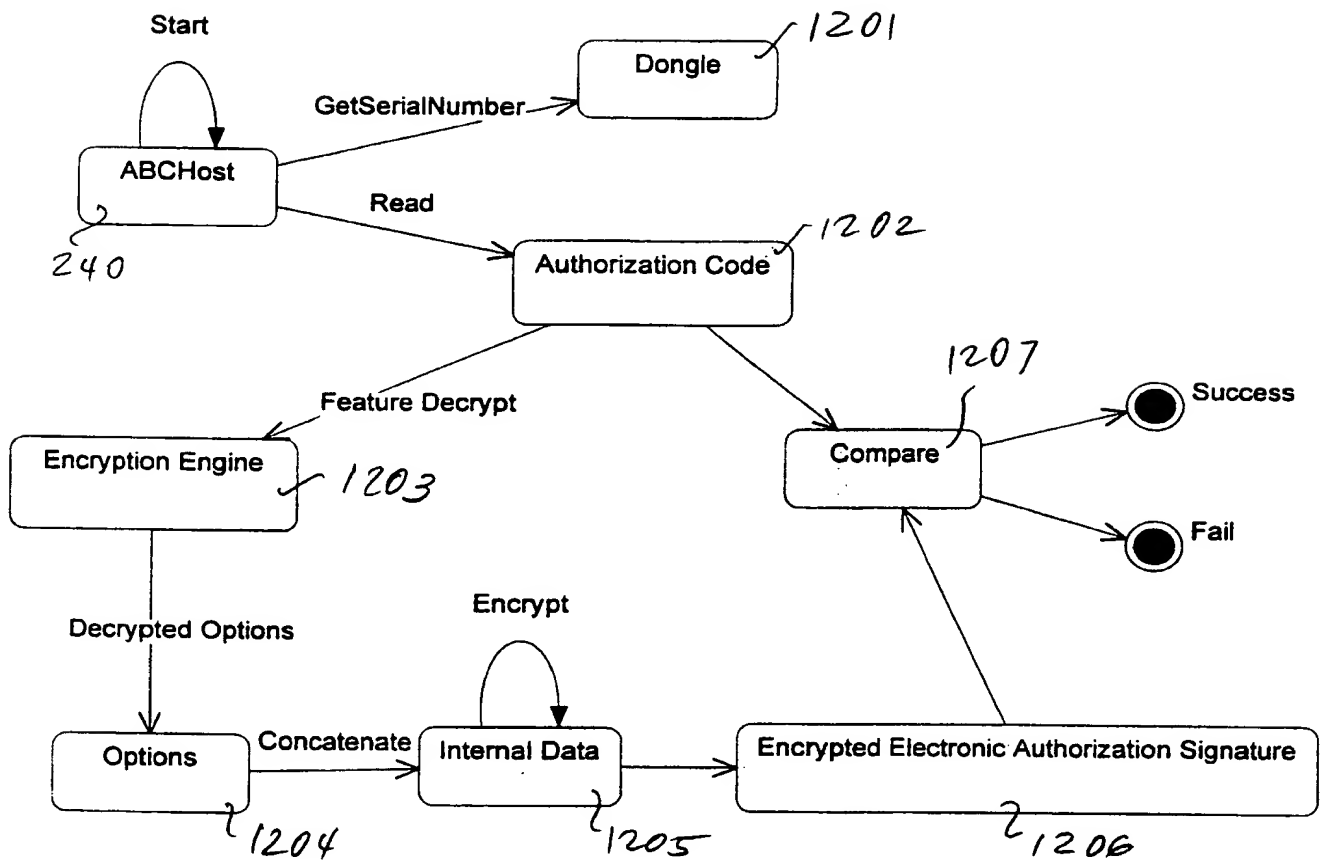 Start
1201
Dongle
GetSerialNumber
ABCHost
Read
1202
240
Authorization Code
1207
Success
Feature Decrypt
Compare
Encryption Engine
1203
Fail
Encrypt
Decrypted Options
Options
Concatenate
Internal Data
Encrypted Electronic Authorization Signature
1204
1205
1206